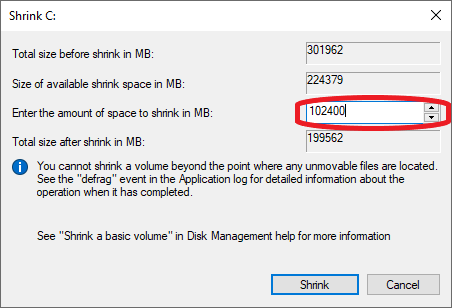 Shrink C:
Total size before shrink in MB: 301962
Size of available shrink space in MB: 224379
Enter the amount of space to shrink in MB: 102400
Total size after shrink in MB: 199562
You cannot shrink a volume beyond the point where any unmovable files are located.
See the "defrag" event in the Application log for detailed information about the
operation when it has completed.
See "Shrink a basic volume" in Disk Management help for more information
Shrink Cancel